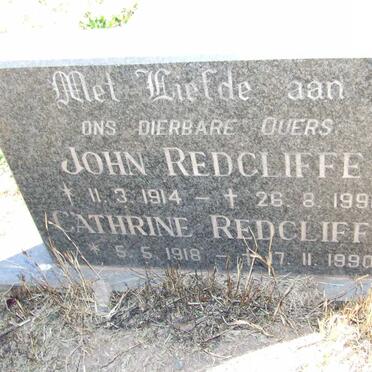 Met Liefde aan
ONS DIERBARE OUERS
JOHN REDCLIFFE
* 11.3.1914 – † 26.8.199
CATHRINE REDCLIFF
* 5.5.1918 – † 17.11.1990